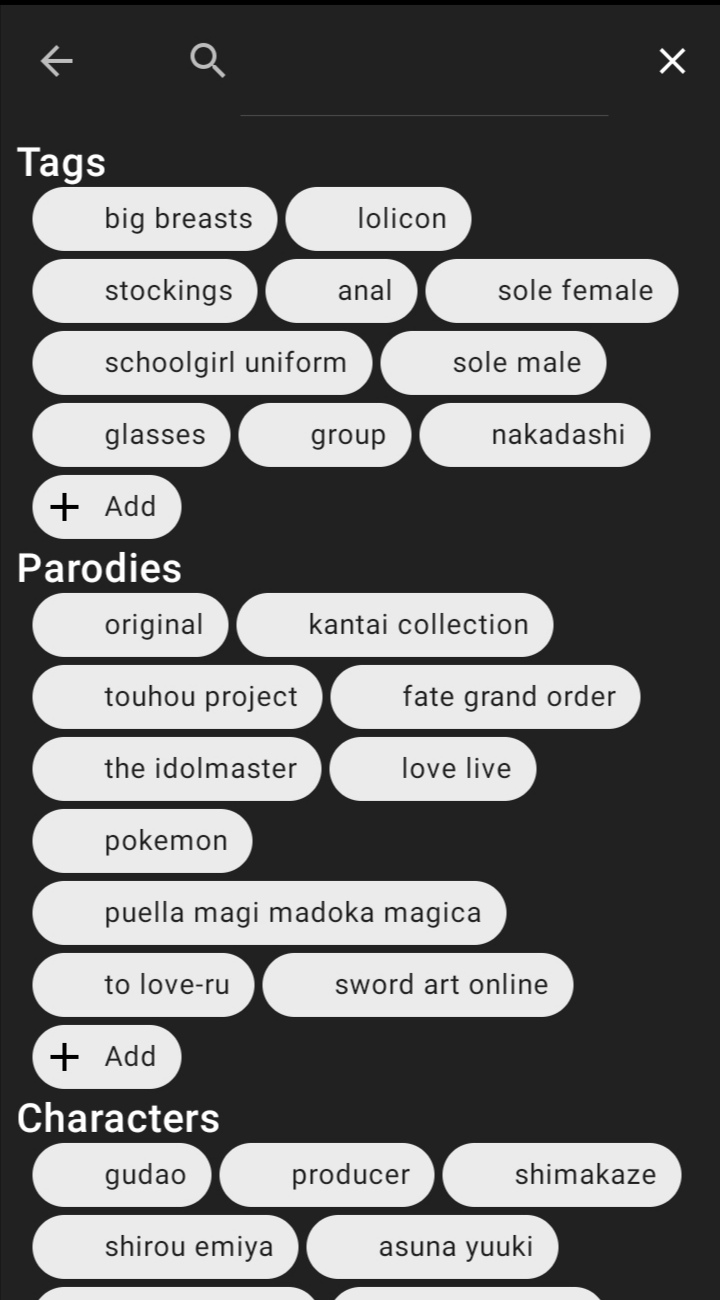 Tags
big breasts lolicon
stockings anal sole female
schoolgirl uniform sole male
glasses group nakadashi
Add
Parodies
original kantai collection
touhou project fate grand order
the idolmaster love live
pokemon
puella magi madoka magica
to love-ru sword art online
Add
Characters
gudao producer shimakaze
shirou emiya asuna yuuki